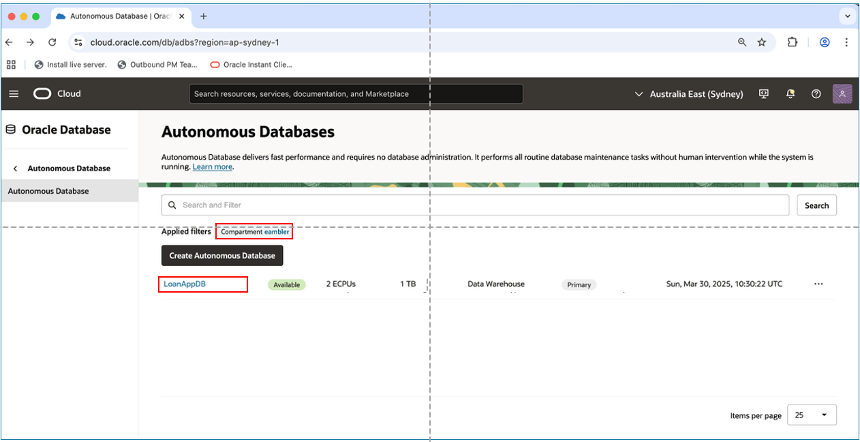 Autonomous Database | Orac
cloud.oracle.com/db/adbs?region=ap-sydney-1
Install live server. Outbound PM Tea... Oracle Instant Clie...
Cloud Search resources, services, documentation, and Marketplace Australia East (Sydney)
Oracle Database
Autonomous Database
Autonomous Database
Autonomous Databases
Autonomous Database delivers fast performance and requires no database administration. It performs all routine database maintenance tasks without human intervention while the system is
running. Learn more.
Search and Filter Search
Applied filters Compartment eambler
Create Autonomous Database
LoanAppDB Available 2 ECPUs 1 TB Data Warehouse Primary Sun, Mar 30, 2025, 10:30:22 UTC
Items per page 25